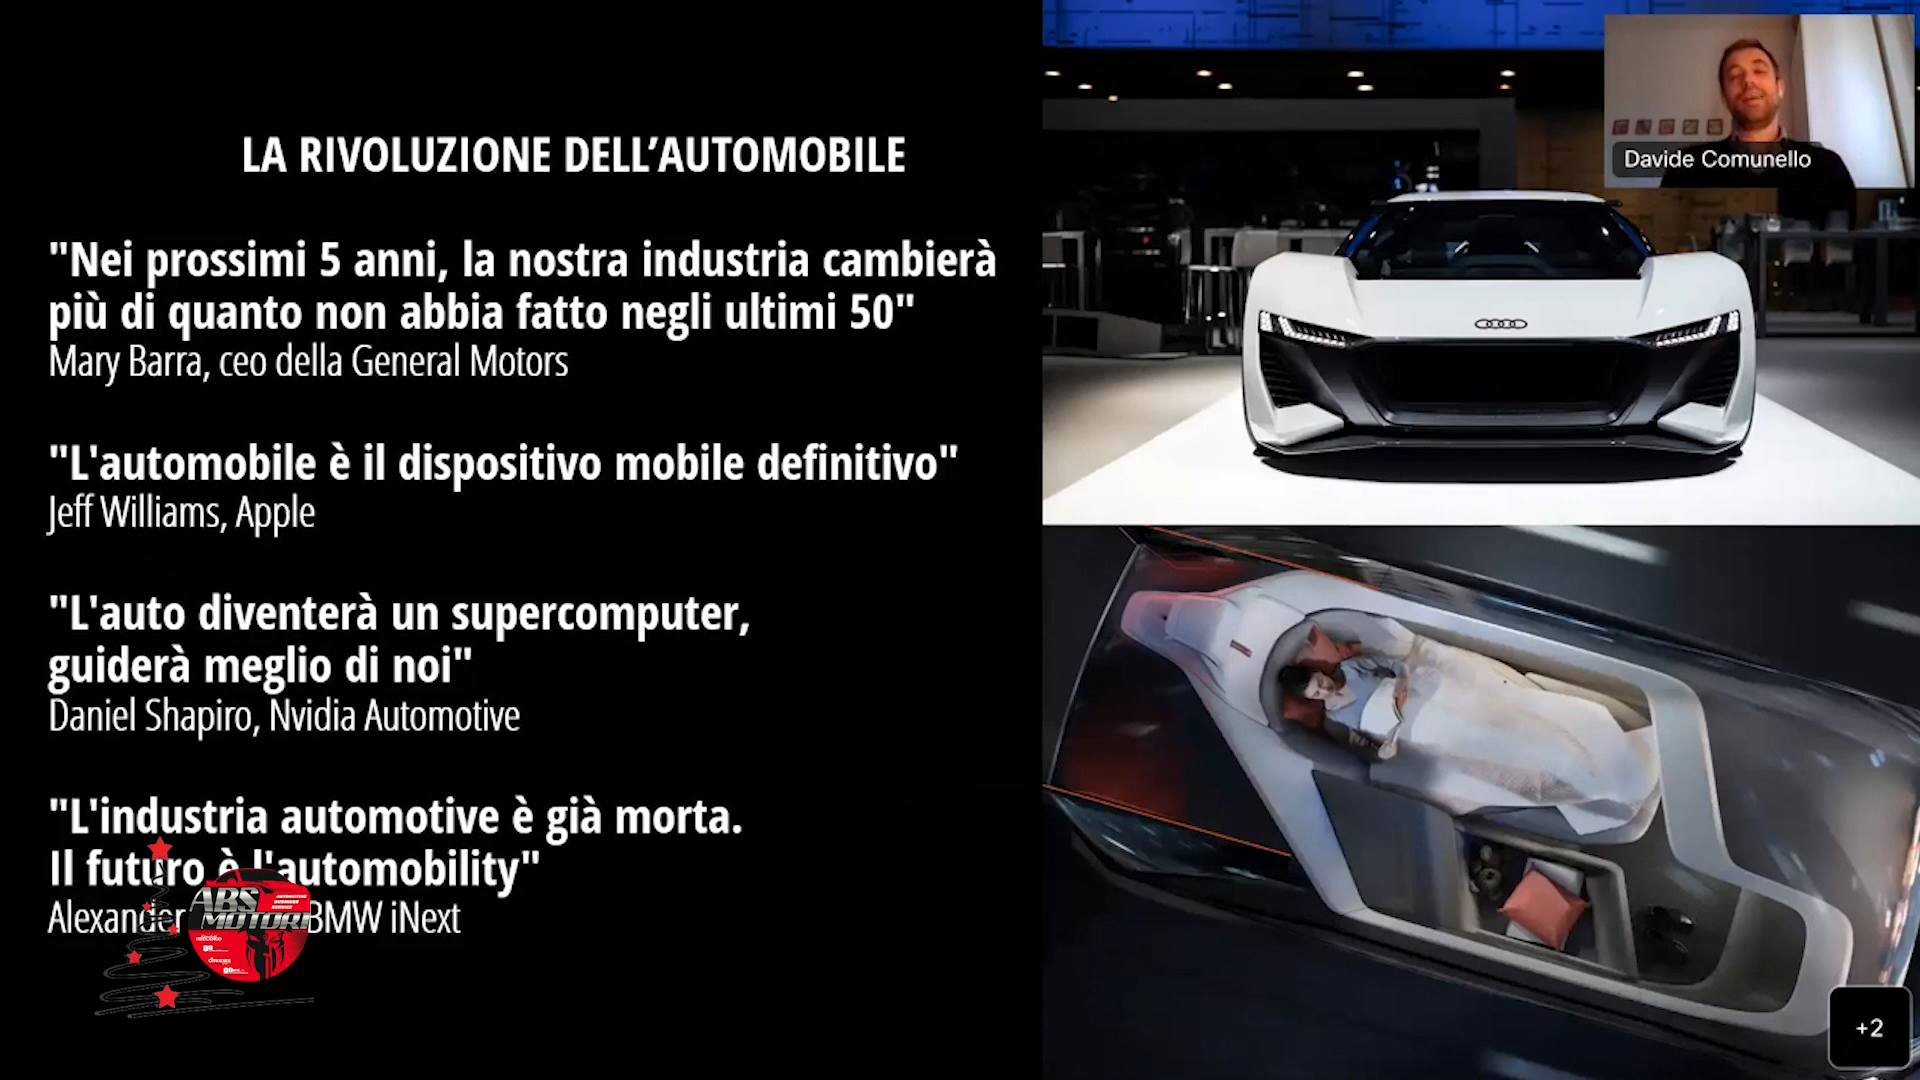 LA RIVOLUZIONE DELL’AUTOMOBILE
"Nei prossimi 5 anni, la nostra industria cambierà
più di quanto non abbia fatto negli ultimi 50"
Mary Barra, ceo della General Motors
"L'automobile è il dispositivo mobile definitivo"
Jeff Williams, Apple
"L'auto diventerà un supercomputer,
guiderà meglio di noi"
Daniel Shapiro, Nvidia Automotive
"L'industria automotive è già morta.
Il futuro è l'automobility"
Alexander BMW iNext
ABS
MOTORI
AUTOMOTIVE
BUSINESS
SERVICE
Davide Comunello
+2